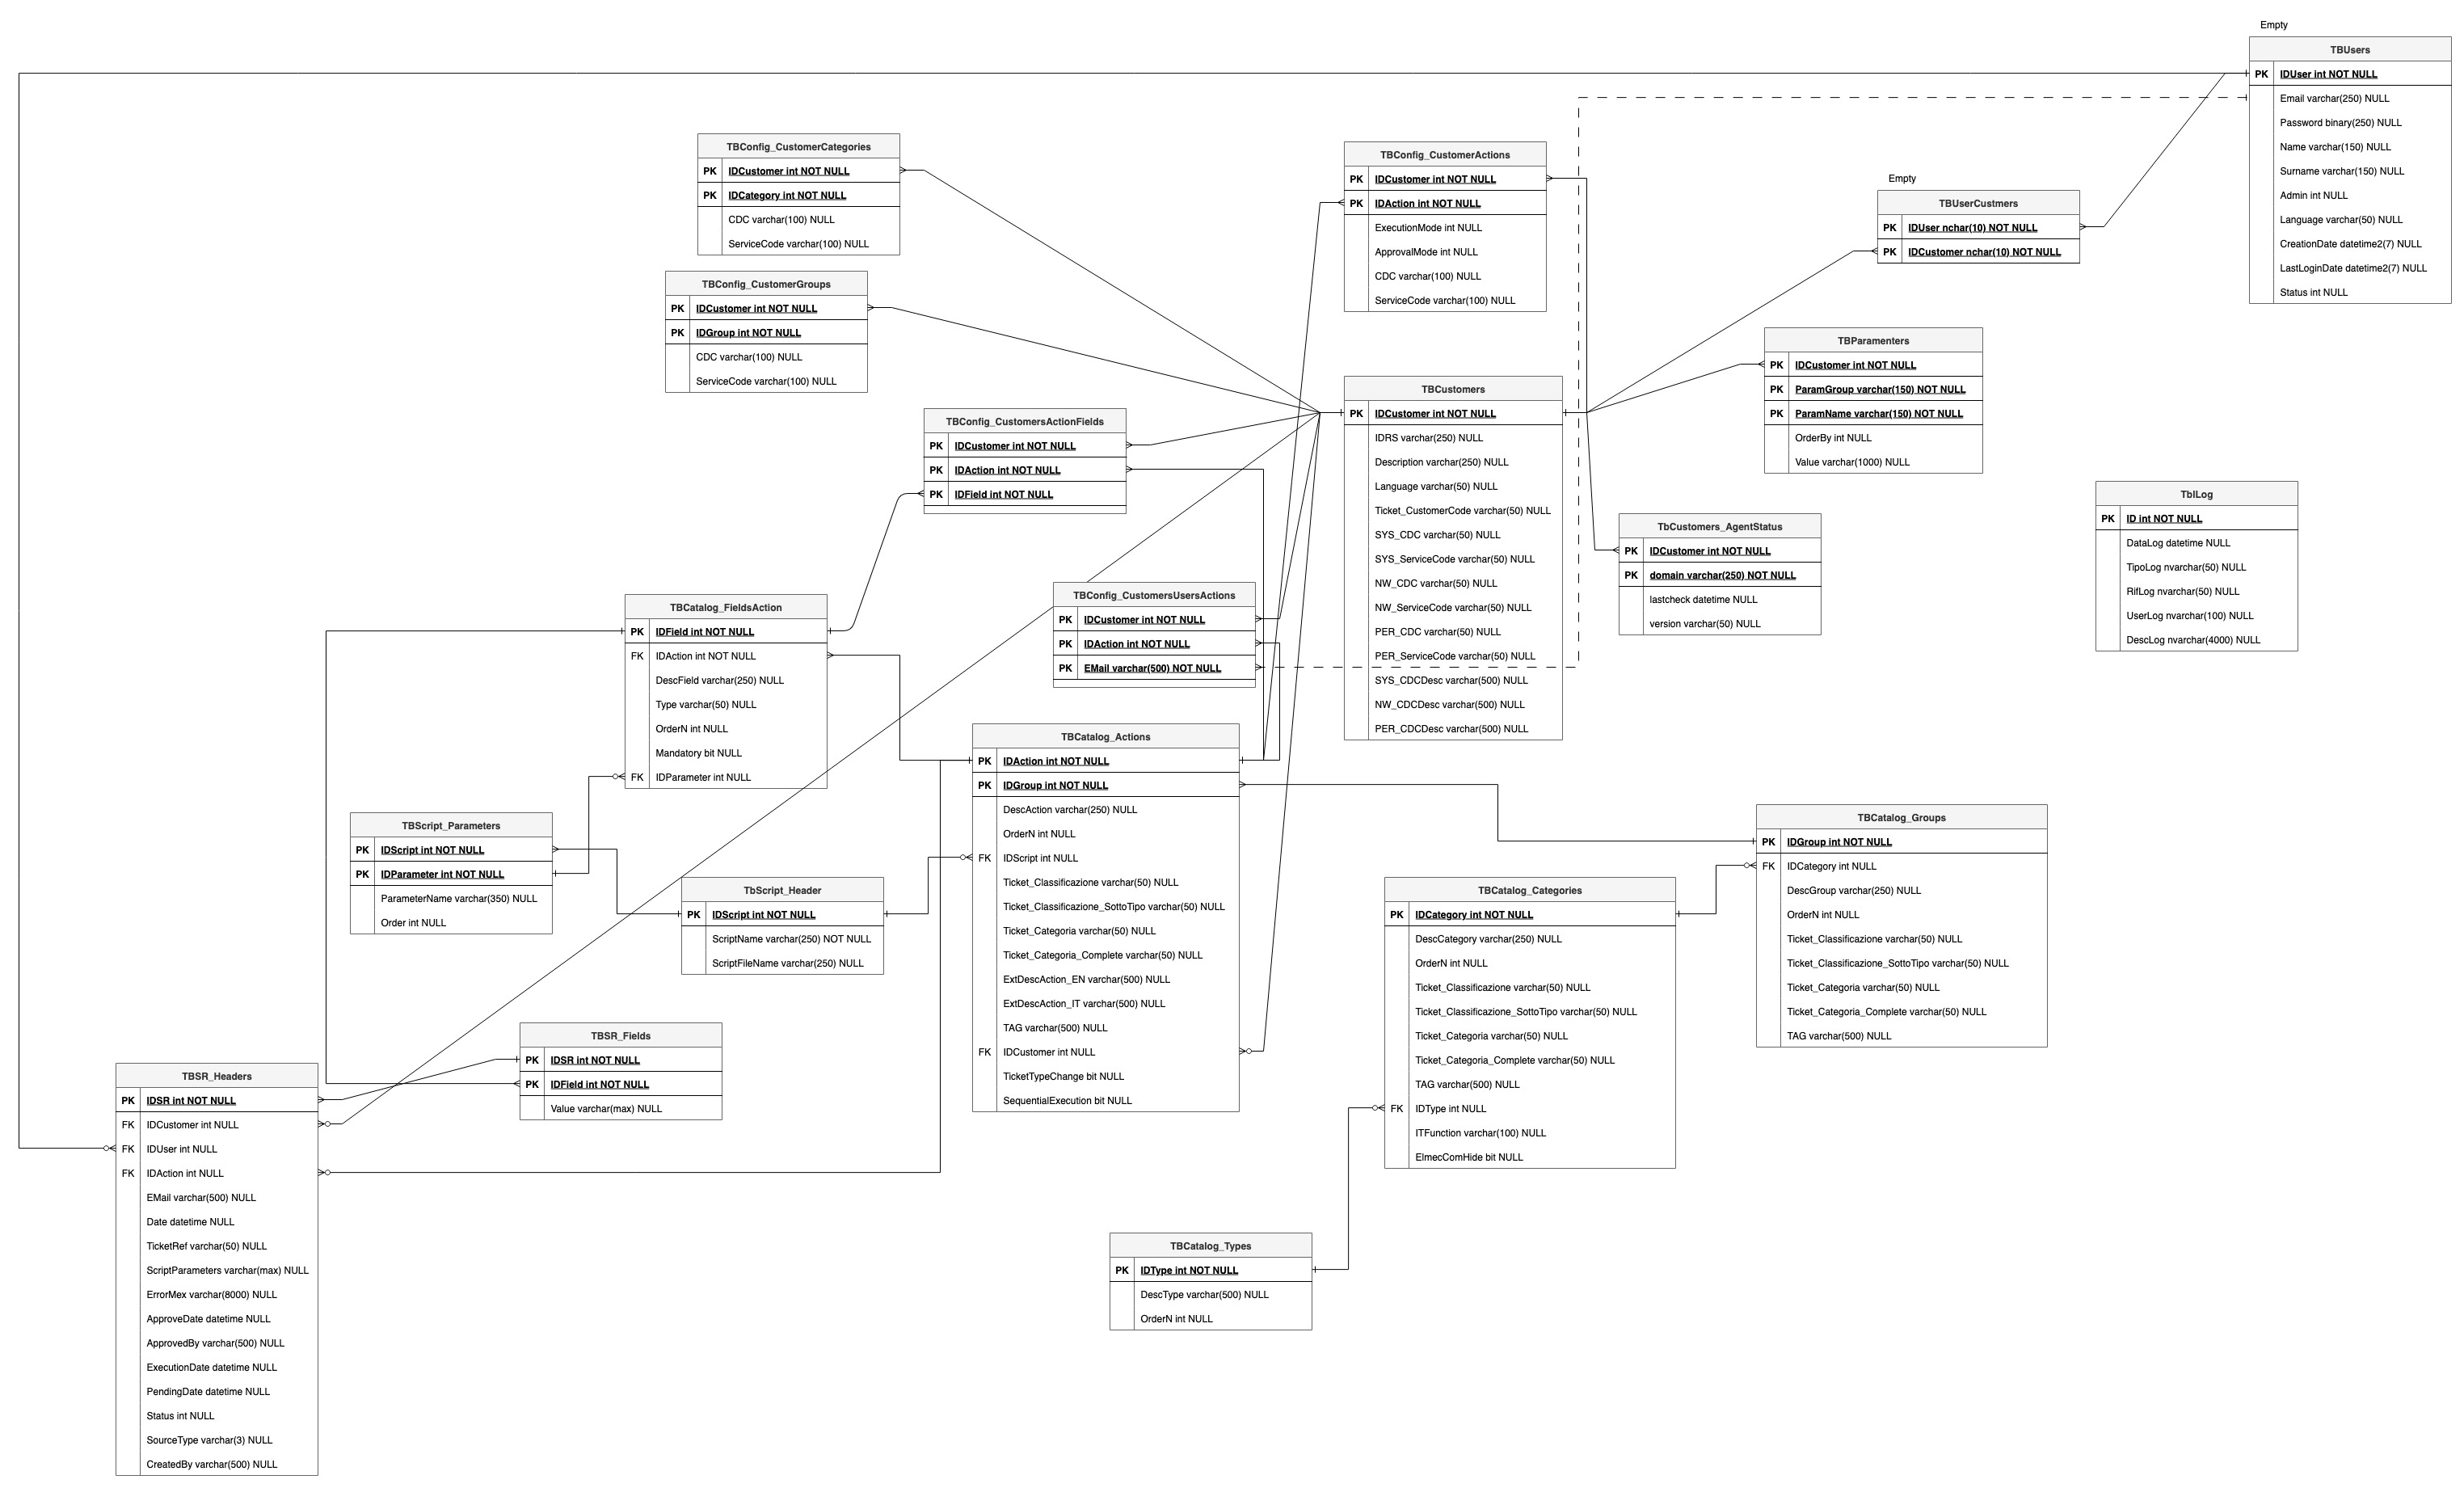 Empty
TBUsers
PK IDUser int NOT NULL
Email varchar(250) NULL
Password binary(250) NULL
Name varchar(150) NULL
Surname varchar(150) NULL
Admin int NULL
Language varchar(50) NULL
CreationDate datetime2(7) NULL
LastLoginDate datetime2(7) NULL
Status int NULL
TBConfig_CustomerCategories
PK IDCustomer int NOT NULL
PK IDCategory int NOT NULL
CDC varchar(100) NULL
ServiceCode varchar(100) NULL
TBConfig_CustomerActions
PK IDCustomer int NOT NULL
PK IDAction int NOT NULL
ExecutionMode int NULL
ApprovalMode int NULL
CDC varchar(100) NULL
ServiceCode varchar(100) NULL
Empty
TBUserCustmers
PK IDUser nchar(10) NOT NULL
PK IDCustomer nchar(10) NOT NULL
TBConfig_CustomerGroups
PK IDCustomer int NOT NULL
PK IDGroup int NOT NULL
CDC varchar(100) NULL
ServiceCode varchar(100) NULL
TBParamenters
PK IDCustomer int NOT NULL
PK ParamGroup varchar(150) NOT NULL
PK ParamName varchar(150) NOT NULL
OrderBy int NULL
Value varchar(1000) NULL
TBCustomers
PK IDCustomer int NOT NULL
IDRS varchar(250) NULL
Description varchar(250) NULL
Language varchar(50) NULL
Ticket_CustomerCode varchar(50) NULL
SYS_CDC varchar(50) NULL
SYS_ServiceCode varchar(50) NULL
NW_CDC varchar(50) NULL
NW_ServiceCode varchar(50) NULL
PER_CDC varchar(50) NULL
PER_ServiceCode varchar(50) NULL
SYS_CDCDesc varchar(500) NULL
NW_CDCDesc varchar(500) NULL
PER_CDCDesc varchar(500) NULL
TBConfig_CustomersActionFields
PK IDCustomer int NOT NULL
PK IDAction int NOT NULL
PK IDField int NOT NULL
TblLog
PK ID int NOT NULL
DataLog datetime NULL
TipoLog nvarchar(50) NULL
RifLog nvarchar(50) NULL
UserLog nvarchar(100) NULL
DescLog nvarchar(4000) NULL
TbCustomers_AgentStatus
PK IDCustomer int NOT NULL
PK domain varchar(250) NOT NULL
lastcheck datetime NULL
version varchar(50) NULL
TBConfig_CustomersUsersActions
PK IDCustomer int NOT NULL
PK IDAction int NOT NULL
PK EMail varchar(500) NOT NULL
TBCatalog_FieldsAction
PK IDField int NOT NULL
FK IDAction int NOT NULL
DescField varchar(250) NULL
Type varchar(50) NULL
OrderN int NULL
Mandatory bit NULL
FK IDParameter int NULL
TBCatalog_Actions
PK IDAction int NOT NULL
PK IDGroup int NOT NULL
DescAction varchar(250) NULL
OrderN int NULL
FK IDScript int NULL
Ticket_Classificazione varchar(50) NULL
Ticket_Classificazione_SottoTipo varchar(50) NULL
Ticket_Categoria varchar(50) NULL
Ticket_Categoria_Complete varchar(50) NULL
ExtDescAction_EN varchar(500) NULL
ExtDescAction_IT varchar(500) NULL
TAG varchar(500) NULL
FK IDCustomer int NULL
TicketTypeChange bit NULL
SequentialExecution bit NULL
TBCatalog_Groups
PK IDGroup int NOT NULL
FK IDCategory int NULL
DescGroup varchar(250) NULL
OrderN int NULL
Ticket_Classificazione varchar(50) NULL
Ticket_Classificazione_SottoTipo varchar(50) NULL
Ticket_Categoria varchar(50) NULL
Ticket_Categoria_Complete varchar(50) NULL
TAG varchar(500) NULL
TBScript_Parameters
PK IDScript int NOT NULL
PK IDParameter int NOT NULL
ParameterName varchar(350) NULL
Order int NULL
TbScript_Header
PK IDScript int NOT NULL
ScriptName varchar(250) NOT NULL
ScriptFileName varchar(250) NULL
TBCatalog_Categories
PK IDCategory int NOT NULL
DescCategory varchar(250) NULL
OrderN int NULL
Ticket_Classificazione varchar(50) NULL
Ticket_Classificazione_SottoTipo varchar(50) NULL
Ticket_Categoria varchar(50) NULL
Ticket_Categoria_Complete varchar(50) NULL
TAG varchar(500) NULL
FK IDType int NULL
ITFunction varchar(100) NULL
ElmecComHide bit NULL
TBSR_Fields
PK IDSR int NOT NULL
PK IDField int NOT NULL
Value varchar(max) NULL
TBSR_Headers
PK IDSR int NOT NULL
FK IDCustomer int NULL
FK IDUser int NULL
FK IDAction int NULL
EMail varchar(500) NULL
Date datetime NULL
TicketRef varchar(50) NULL
ScriptParameters varchar(max) NULL
ErrorMex varchar(8000) NULL
ApproveDate datetime NULL
ApprovedBy varchar(500) NULL
ExecutionDate datetime NULL
PendingDate datetime NULL
Status int NULL
SourceType varchar(3) NULL
CreatedBy varchar(500) NULL
TBCatalog_Types
PK IDType int NOT NULL
DescType varchar(500) NULL
OrderN int NULL